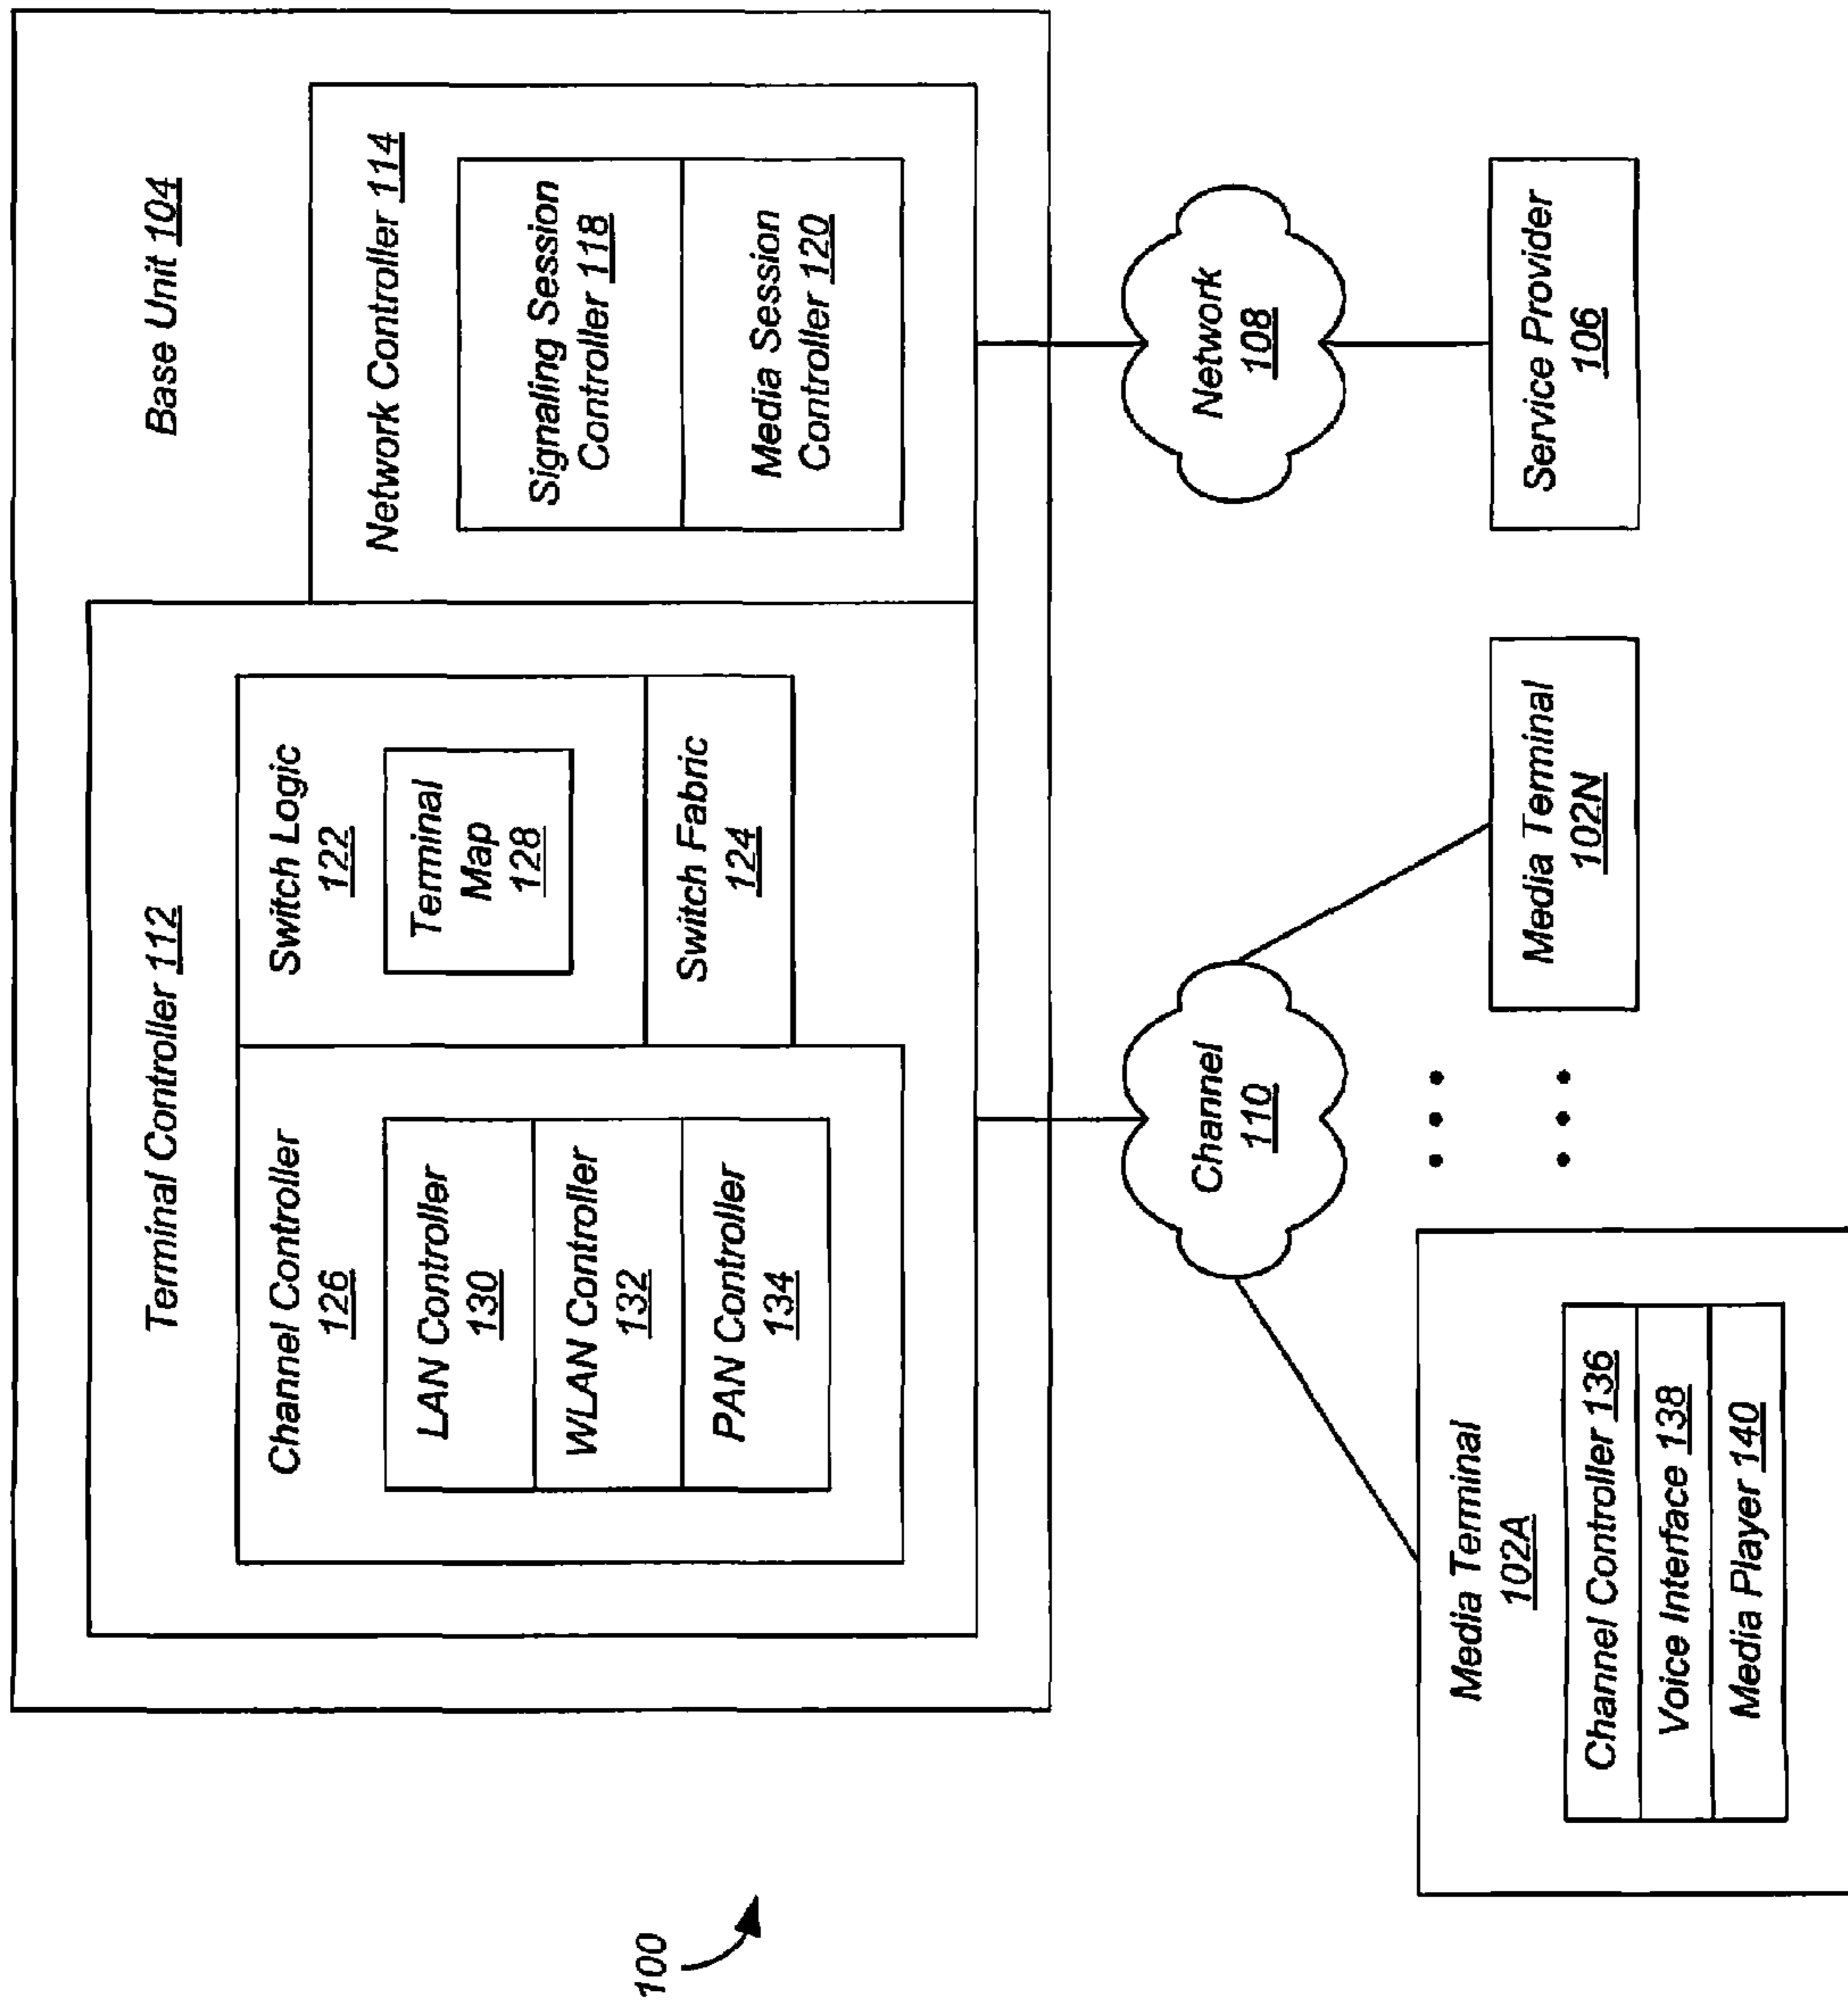 100
Base Unit 104
Terminal Controller 112
Channel Controller
126
LAN Controller
130
WLAN Controller
132
PAN Controller
134
Switch Logic
122
Terminal
Map
128
Switch Fabric
124
Network Controller 114
Signaling Session
Controller 118
Media Session
Controller 120
Channel
110
Network
108
Media Terminal
102A
Channel Controller 136
Voice Interface 138
Media Player 140
Media Terminal
102N
Service Provider
106